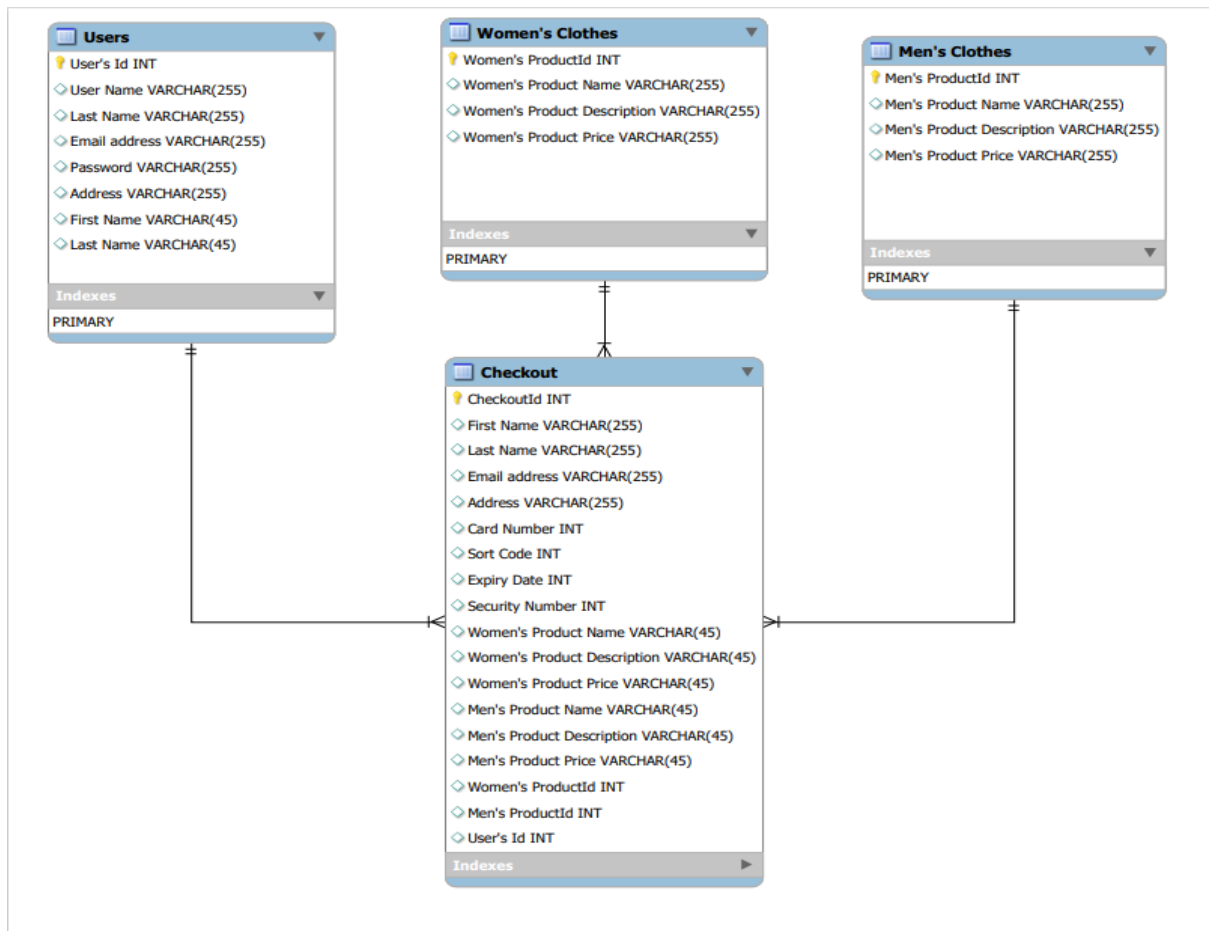 Users
User's Id INT
User Name VARCHAR(255)
Last Name VARCHAR(255)
Email address VARCHAR(255)
Password VARCHAR(255)
Address VARCHAR(255)
First Name VARCHAR(45)
Last Name VARCHAR(45)
Indexes
PRIMARY
Women's Clothes
Women's ProductId INT
Women's Product Name VARCHAR(255)
Women's Product Description VARCHAR(255)
Women's Product Price VARCHAR(255)
Indexes
PRIMARY
Men's Clothes
Men's ProductId INT
Men's Product Name VARCHAR(255)
Men's Product Description VARCHAR(255)
Men's Product Price VARCHAR(255)
Indexes
PRIMARY
Checkout
CheckoutId INT
First Name VARCHAR(255)
Last Name VARCHAR(255)
Email address VARCHAR(255)
Address VARCHAR(255)
Card Number INT
Sort Code INT
Expiry Date INT
Security Number INT
Women's Product Name VARCHAR(45)
Women's Product Description VARCHAR(45)
Women's Product Price VARCHAR(45)
Men's Product Name VARCHAR(45)
Men's Product Description VARCHAR(45)
Men's Product Price VARCHAR(45)
Women's ProductId INT
Men's ProductId INT
User's Id INT
Indexes